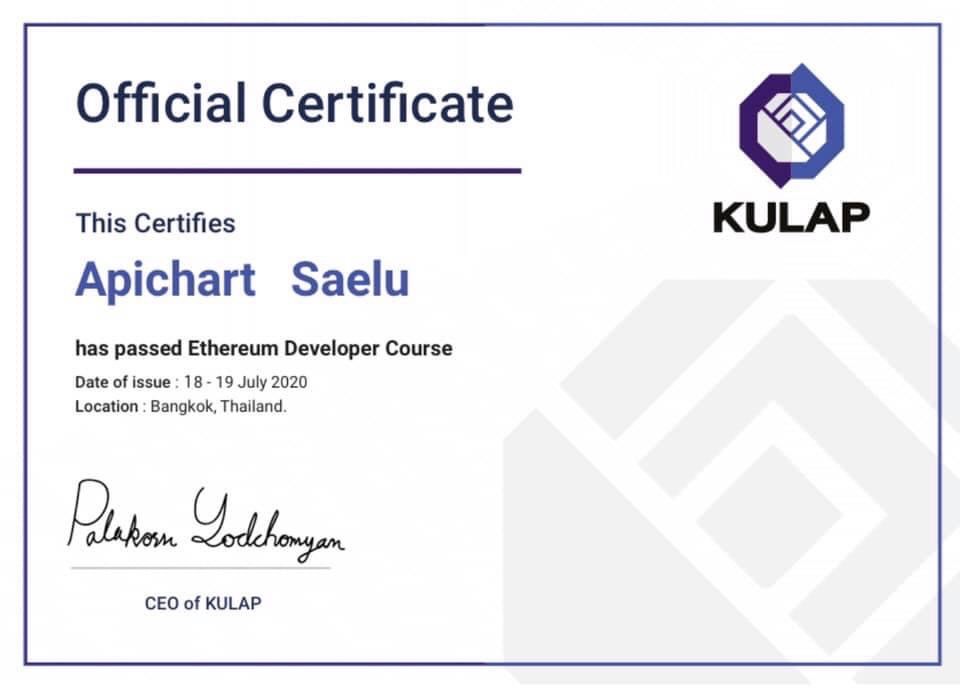 Official Certificate
KULAP
This Certifies
Apichart Saelu
has passed Ethereum Developer Course
Date of issue : 18 - 19 July 2020
Location : Bangkok, Thailand.
Palakorn Yodchomyan
CEO of KULAP